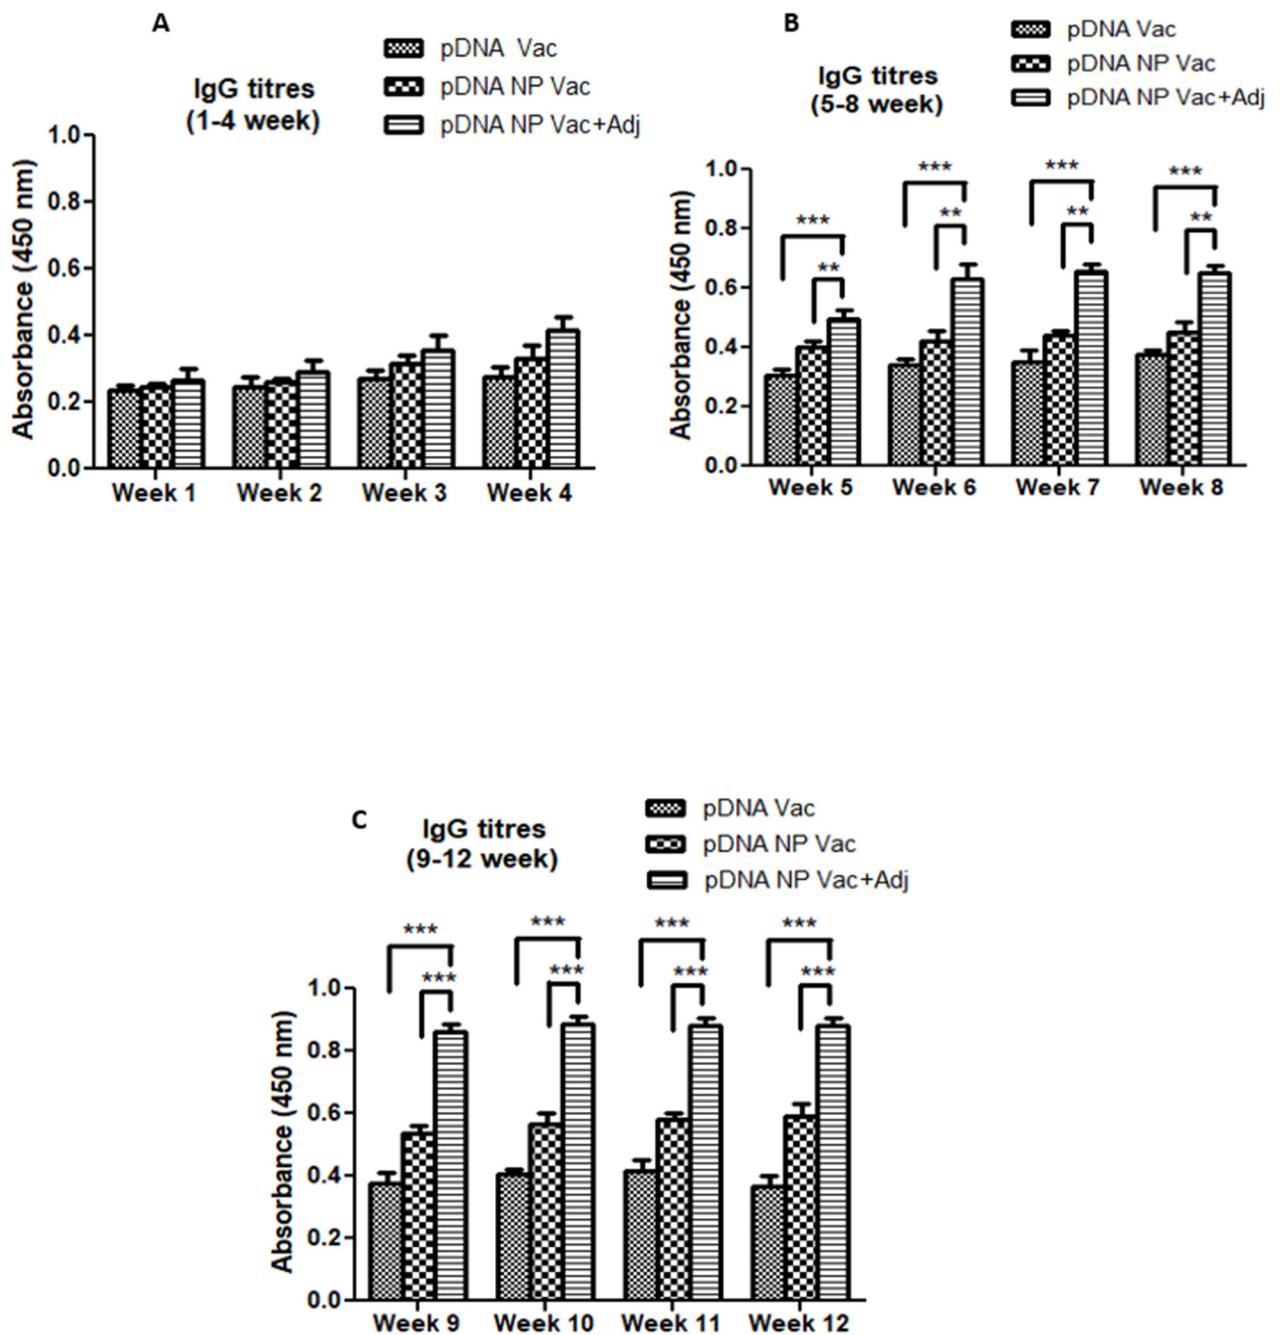 A
IgG titres
(1-4 week)
pDNA Vac
pDNA NP Vac
pDNA NP Vac+Adj
Absorbance (450 nm)
1.0
0.8
0.6
0.4
0.2
0.0
Week 1 Week 2 Week 3 Week 4
B
IgG titres
(5-8 week)
pDNA Vac
pDNA NP Vac
pDNA NP Vac+Adj
Absorbance (450 nm)
1.0
0.8
0.6
0.4
0.2
0.0
*** *** *** ***
** ** ** **
Week 5 Week 6 Week 7 Week 8
C
IgG titres
(9-12 week)
pDNA Vac
pDNA NP Vac
pDNA NP Vac+Adj
Absorbance (450 nm)
1.0
0.8
0.6
0.4
0.2
0.0
*** *** *** ***
*** *** *** ***
Week 9 Week 10 Week 11 Week 12